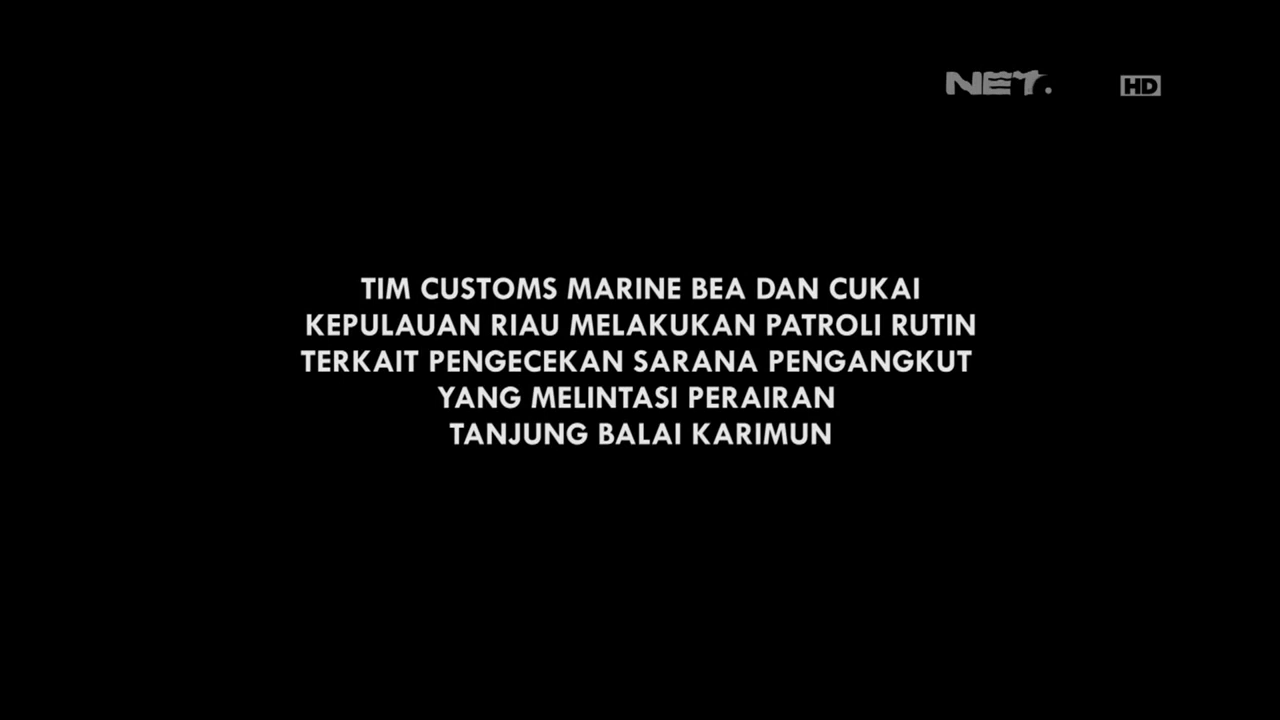 NET.
HD
TIM CUSTOMS MARINE BEA DAN CUKAI
KEPULAUAN RIAU MELAKUKAN PATROLI RUTIN
TERKAIT PENGECEKAN SARANA PENGANGKUT
YANG MELINTASI PERAIRAN
TANJUNG BALAI KARIMUN